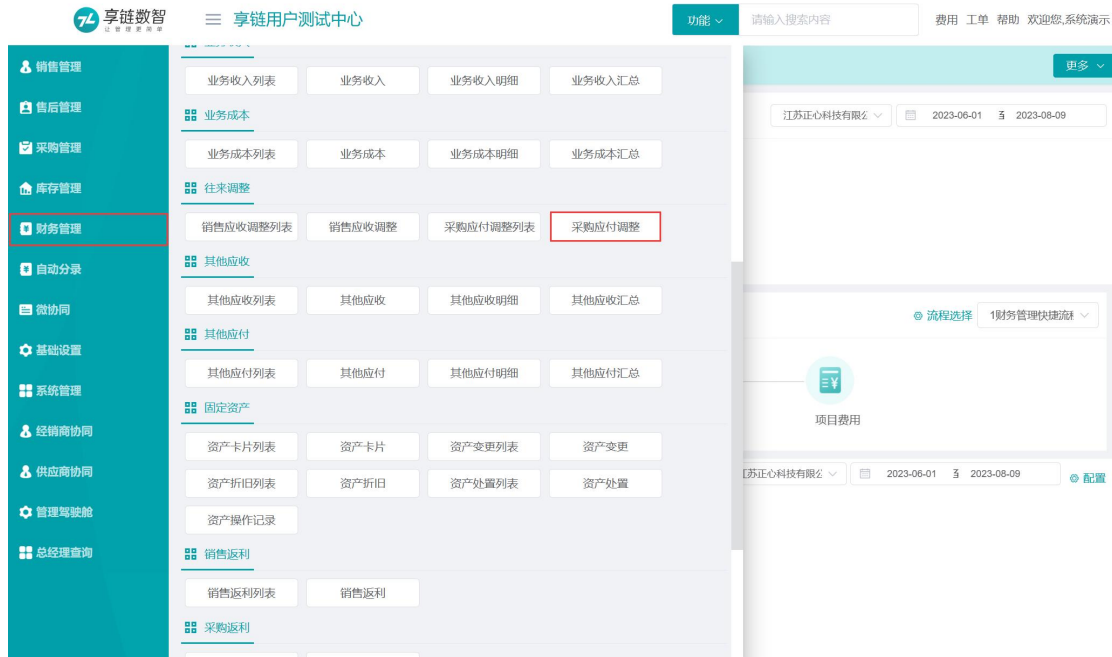 享链数智
让管理更简单
享链用户测试中心
功能
请输入搜索内容
费用 工单 帮助 欢迎您,系统演示
销售管理
售后管理
采购管理
库存管理
财务管理
自动分录
微协同
基础设置
系统管理
经销商协同
供应商协同
管理驾驶舱
总经理查询
业务收入列表 业务收入 业务收入明细 业务收入汇总
业务成本
业务成本列表 业务成本 业务成本明细 业务成本汇总
往来调整
销售应收调整列表 销售应收调整 采购应付调整列表 采购应付调整
其他应收
其他应收列表 其他应收 其他应收明细 其他应收汇总
其他应付
其他应付列表 其他应付 其他应付明细 其他应付汇总
固定资产
资产卡片列表 资产卡片 资产变更列表 资产变更
资产折旧列表 资产折旧 资产处置列表 资产处置
资产操作记录
销售返利
销售返利列表 销售返利
采购返利
更多
江苏正心科技有限公 2023-06-01 至 2023-08-09
流程选择 1财务管理快捷流程
项目费用
江苏正心科技有限公 2023-06-01 至 2023-08-09 配置